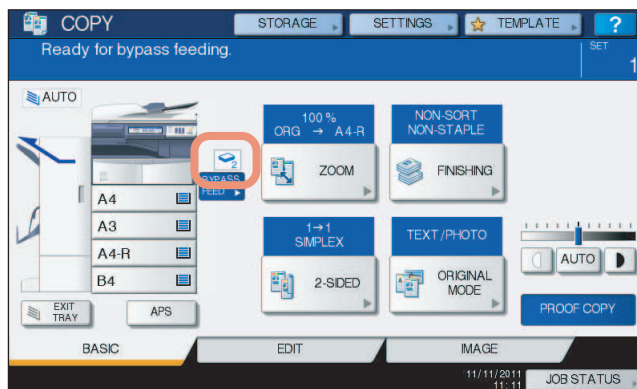 COPY
STORAGE
SETTINGS
TEMPLATE
?
Ready for bypass feeding.
SET
1
AUTO
100 %
ORG → A4-R
NON-SORT
NON-STAPLE
2
BYPASS
FEED
ZOOM
FINISHING
A4
A3
A4-R
B4
1→1
SIMPLEX
TEXT/PHOTO
2-SIDED
ORIGINAL
MODE
AUTO
EXIT
TRAY
APS
PROOF COPY
BASIC
EDIT
IMAGE
11/11/2011
11:11
JOB STATUS